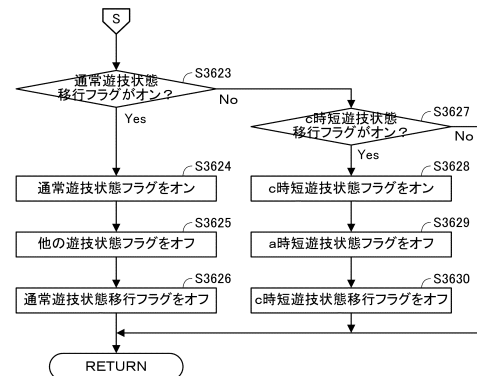 S
S3623
通常遊技状態
移行フラグがオン？
No
Yes
S3627
c時短遊技状態
移行フラグがオン？
No
Yes
S3624
通常遊技状態フラグをオン
S3628
c時短遊技状態フラグをオン
S3625
他の遊技状態フラグをオフ
S3629
a時短遊技状態フラグをオフ
S3626
通常遊技状態移行フラグをオフ
S3630
c時短遊技状態移行フラグをオフ
RETURN